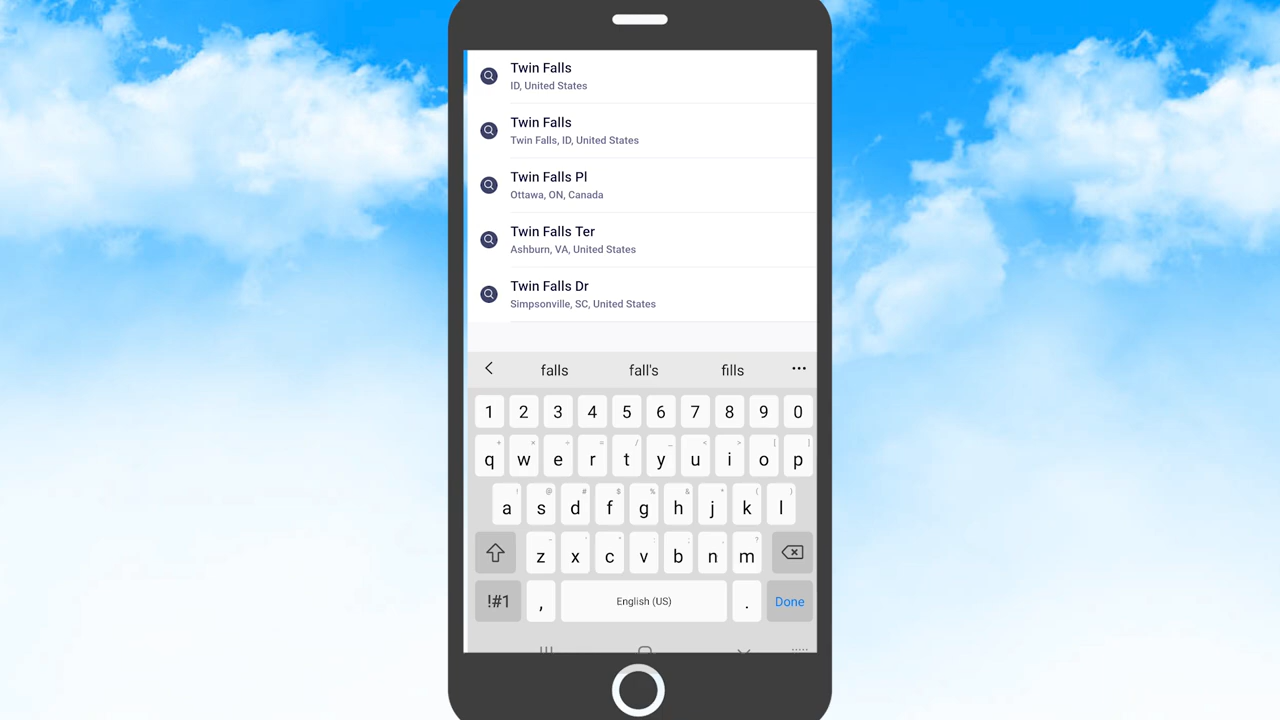 Twin Falls
ID, United States
Twin Falls
Twin Falls, ID, United States
Twin Falls Pl
Ottawa, ON, Canada
Twin Falls Ter
Ashburn, VA, United States
Twin Falls Dr
Simpsonville, SC, United States
falls fall's fills
1 2 3 4 5 6 7 8 9 0
+ × ÷ = / _ < > [ ]
q w e r t y u i o p
! @ # $ % & * ( )
a s d f g h j k l
z x c v b n m
!#1 , English (US) . Done